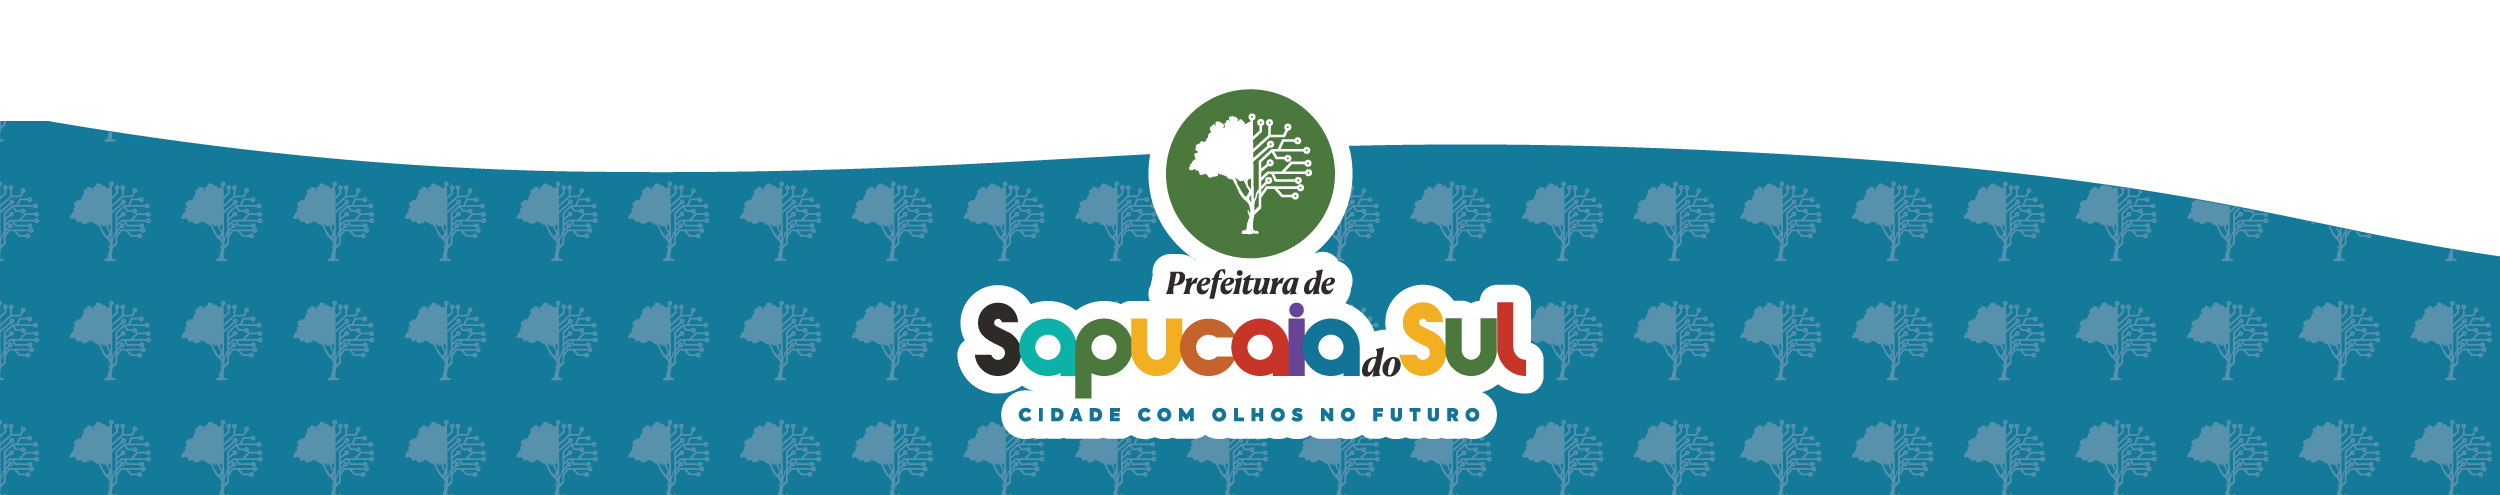 Prefeitura de
Sapucaia do Sul
CIDADE COM OLHOS NO FUTURO